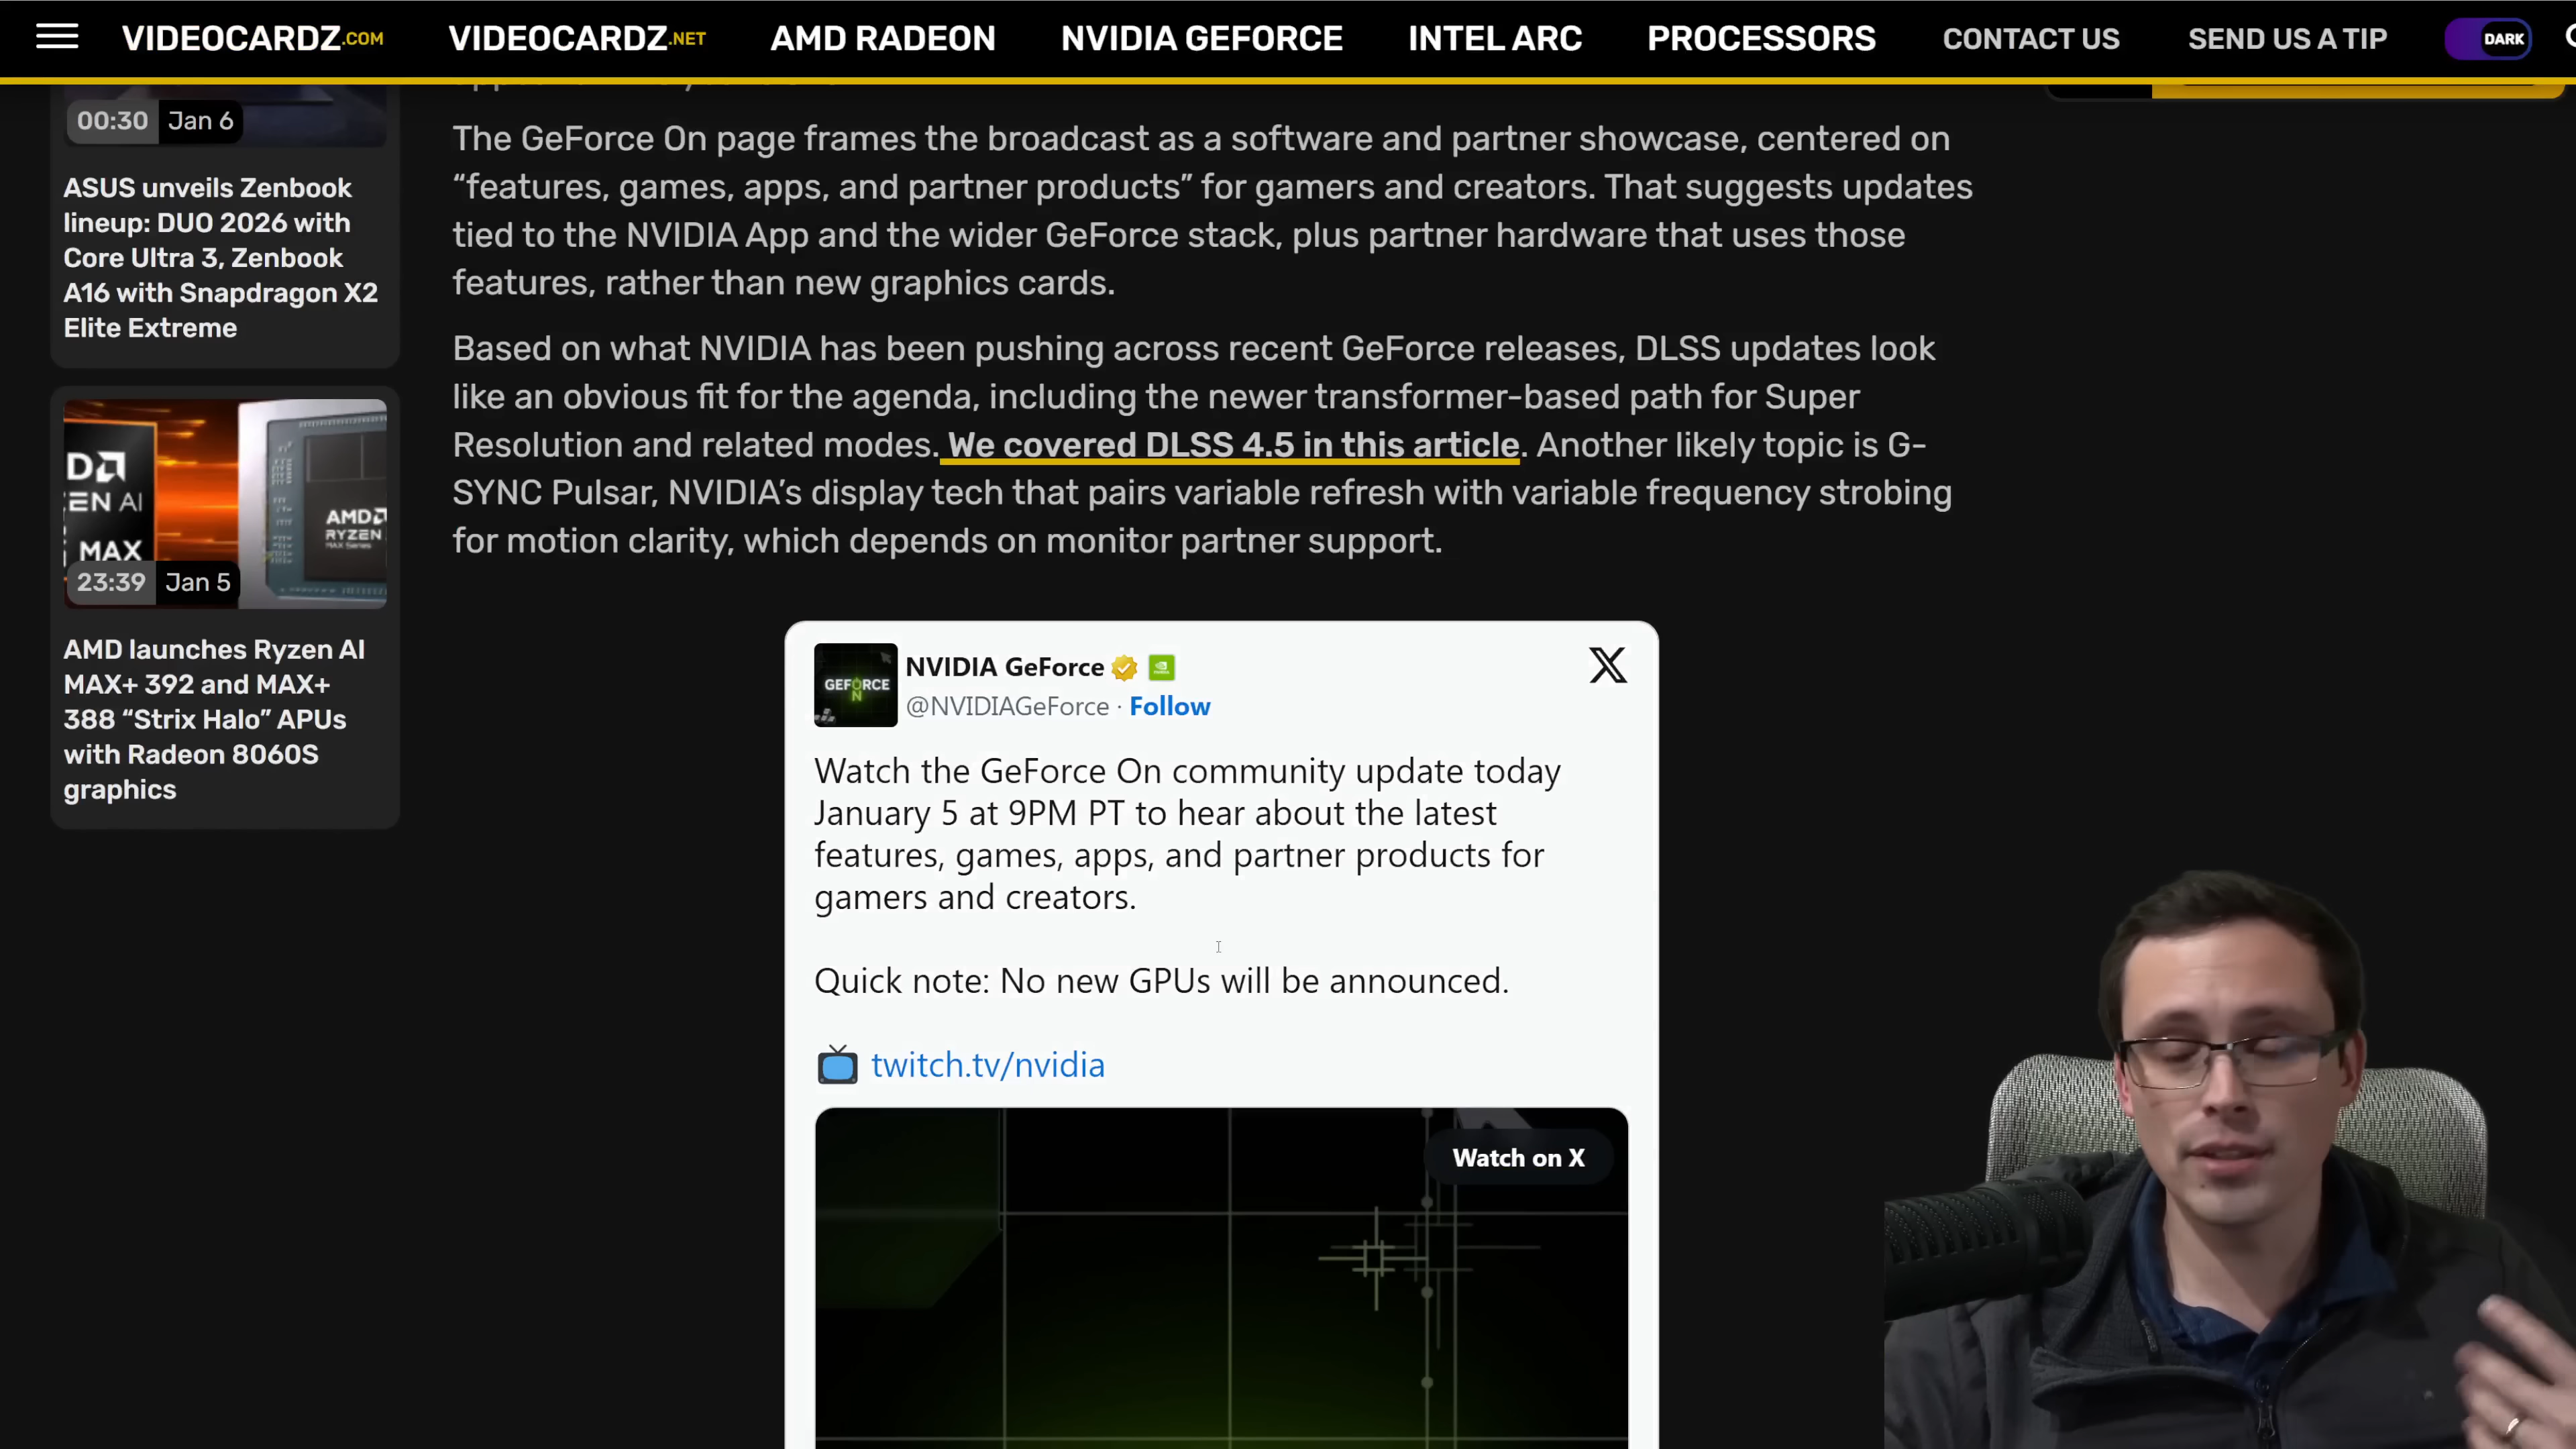 VIDEOCARDZ.COM
VIDEOCARDZ.NET
AMD RADEON
NVIDIA GEFORCE
INTEL ARC
PROCESSORS
CONTACT US
SEND US A TIP
DARK
00:30 Jan 6
ASUS unveils Zenbook
lineup: DUO 2026 with
Core Ultra 3, Zenbook
A16 with Snapdragon X2
Elite Extreme
AMD
RYZEN
MAX Series
MAX
23:39 Jan 5
AMD launches Ryzen AI
MAX+ 392 and MAX+
388 “Strix Halo” APUs
with Radeon 8060S
graphics
The GeForce On page frames the broadcast as a software and partner showcase, centered on
“features, games, apps, and partner products” for gamers and creators. That suggests updates
tied to the NVIDIA App and the wider GeForce stack, plus partner hardware that uses those
features, rather than new graphics cards.
Based on what NVIDIA has been pushing across recent GeForce releases, DLSS updates look
like an obvious fit for the agenda, including the newer transformer-based path for Super
Resolution and related modes. We covered DLSS 4.5 in this article. Another likely topic is G-
SYNC Pulsar, NVIDIA’s display tech that pairs variable refresh with variable frequency strobing
for motion clarity, which depends on monitor partner support.
GEFORCE
ON
NVIDIA GeForce
@NVIDIAGeForce · Follow
Watch the GeForce On community update today
January 5 at 9PM PT to hear about the latest
features, games, apps, and partner products for
gamers and creators.
Quick note: No new GPUs will be announced.
twitch.tv/nvidia
Watch on X